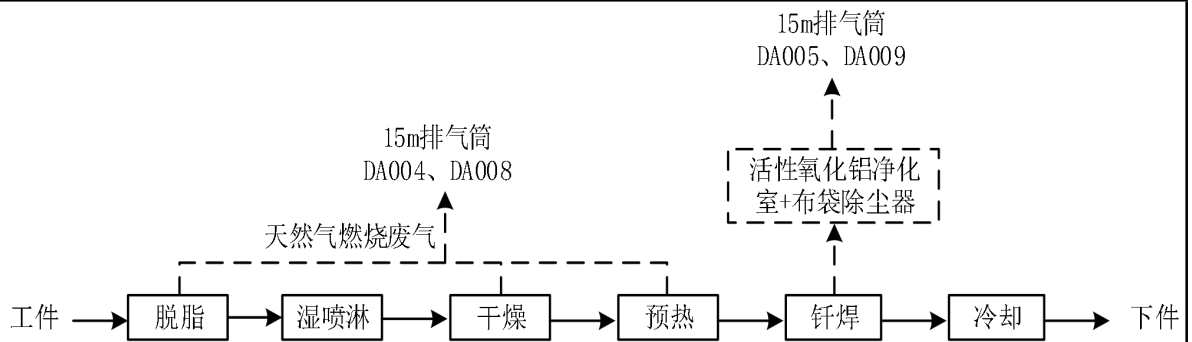 15m排气筒
DA005、DA009
15m排气筒
DA004、DA008
活性氧化铝净化
室+布袋除尘器
天然气燃烧废气
工件 脱脂 湿喷淋 干燥 预热 钎焊 冷却 下件